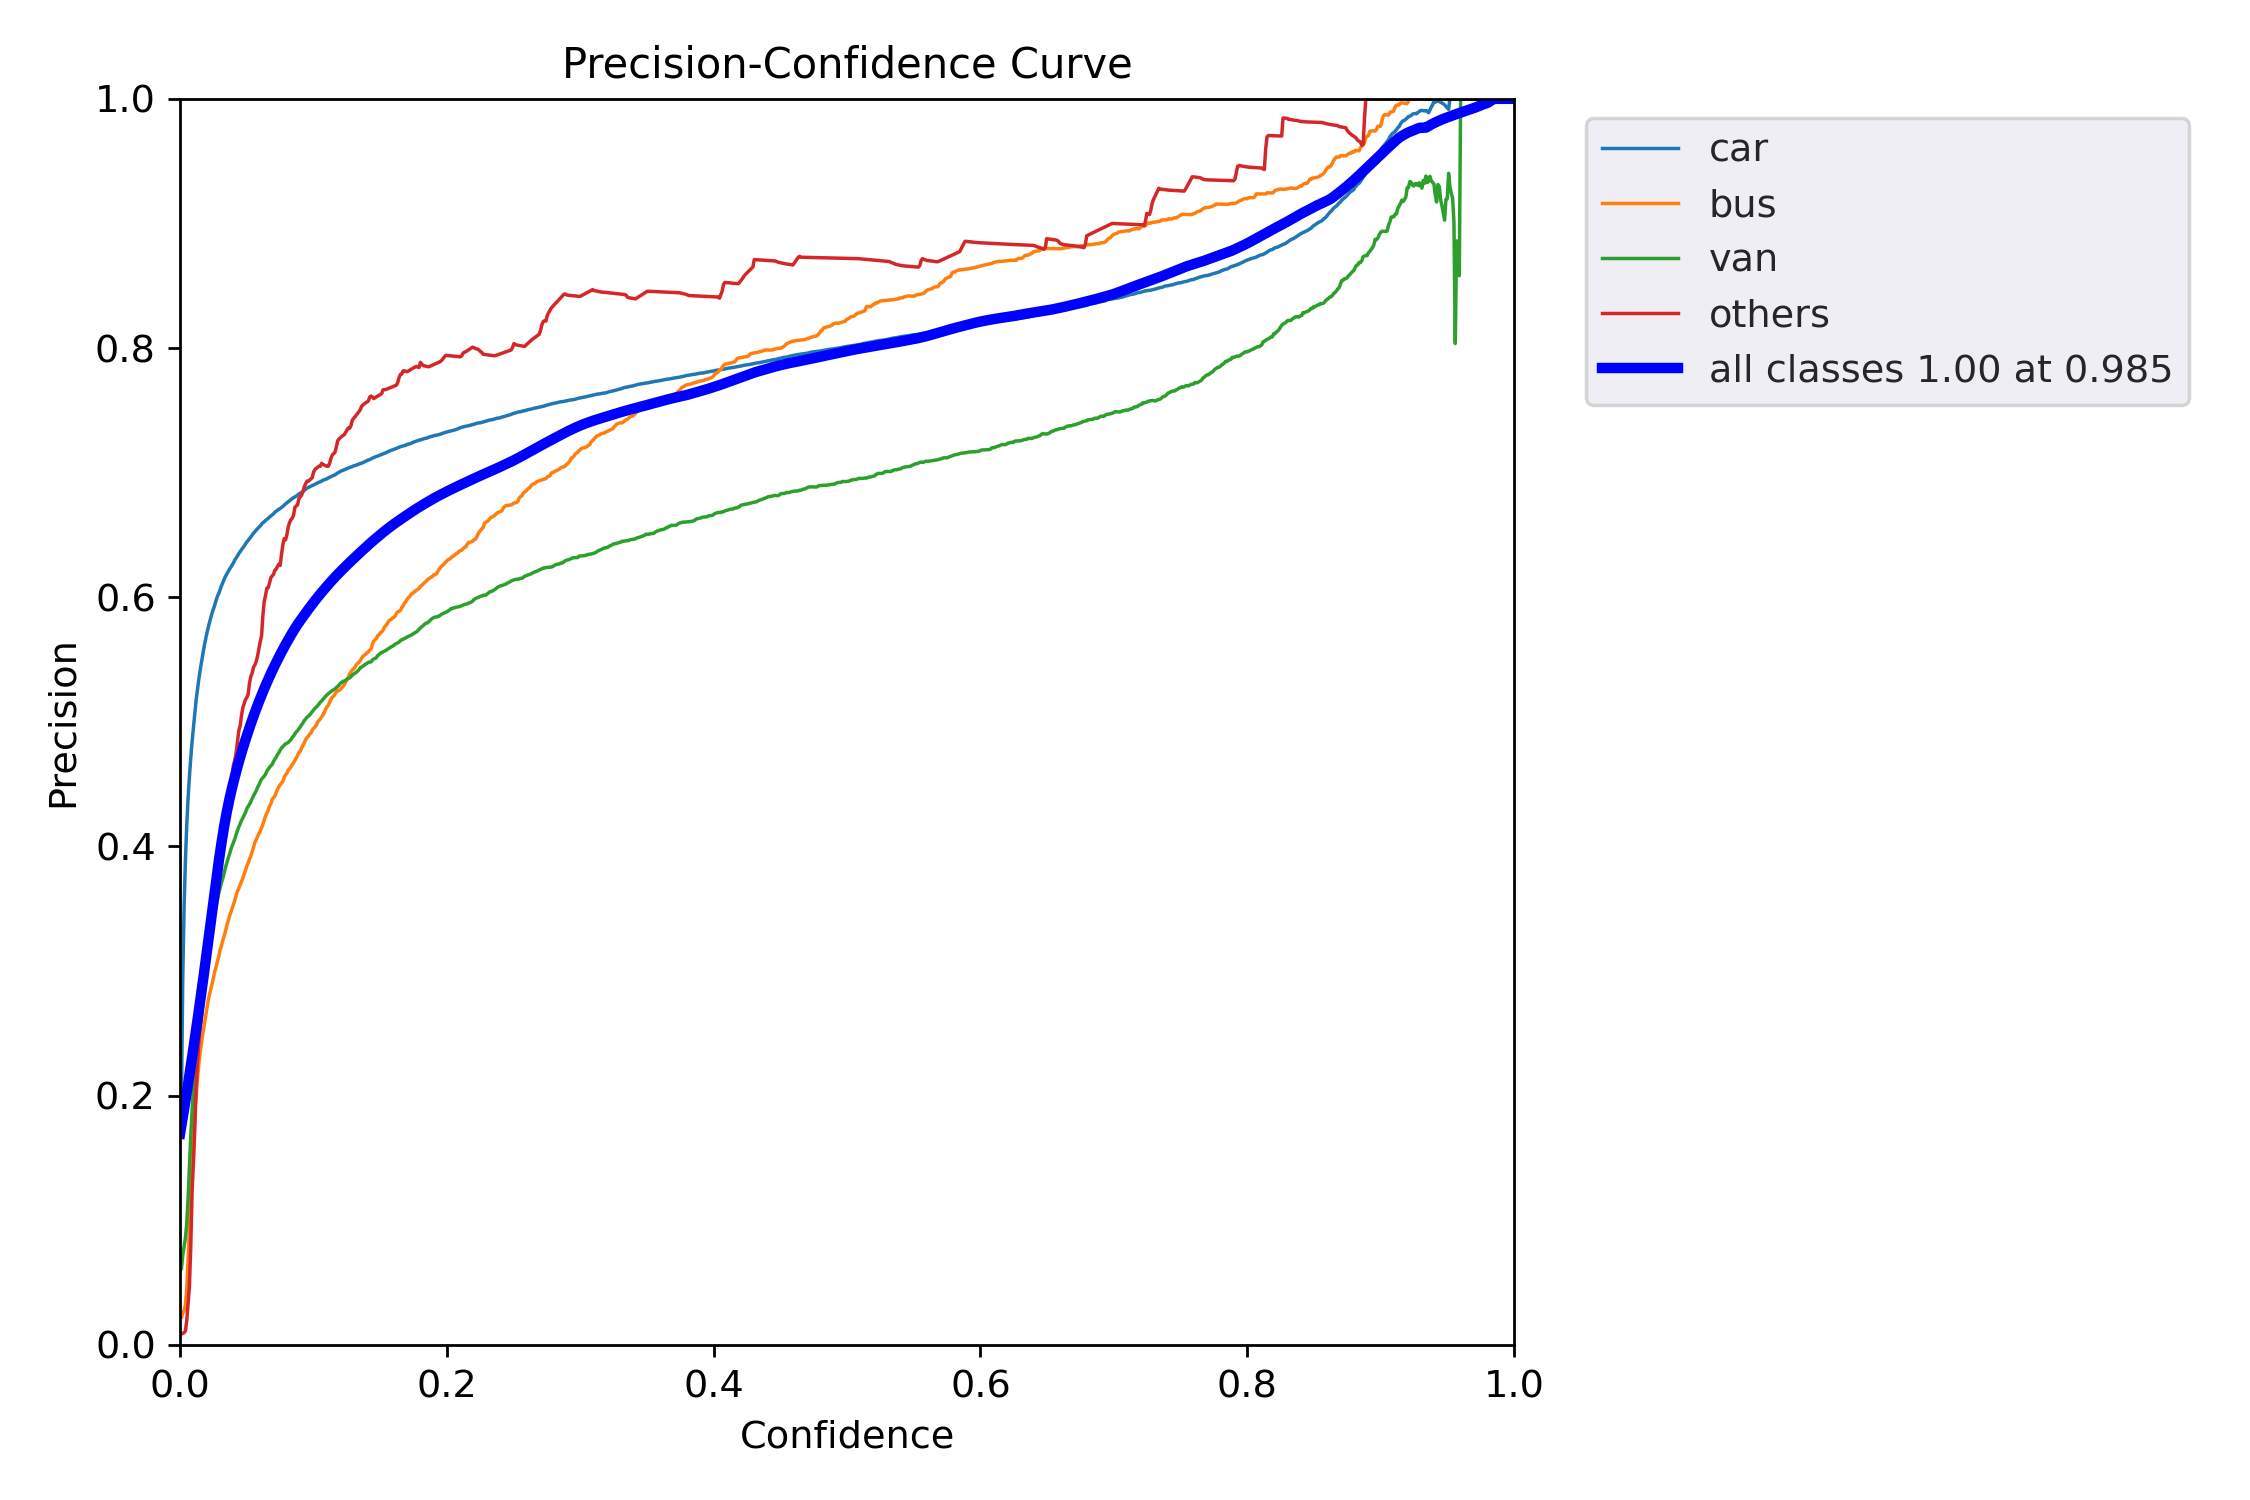 Precision-Confidence Curve
1.0
0.8
0.6
0.4
0.2
0.0
Precision
0.0 0.2 0.4 0.6 0.8 1.0
Confidence
car
bus
van
others
all classes 1.00 at 0.985